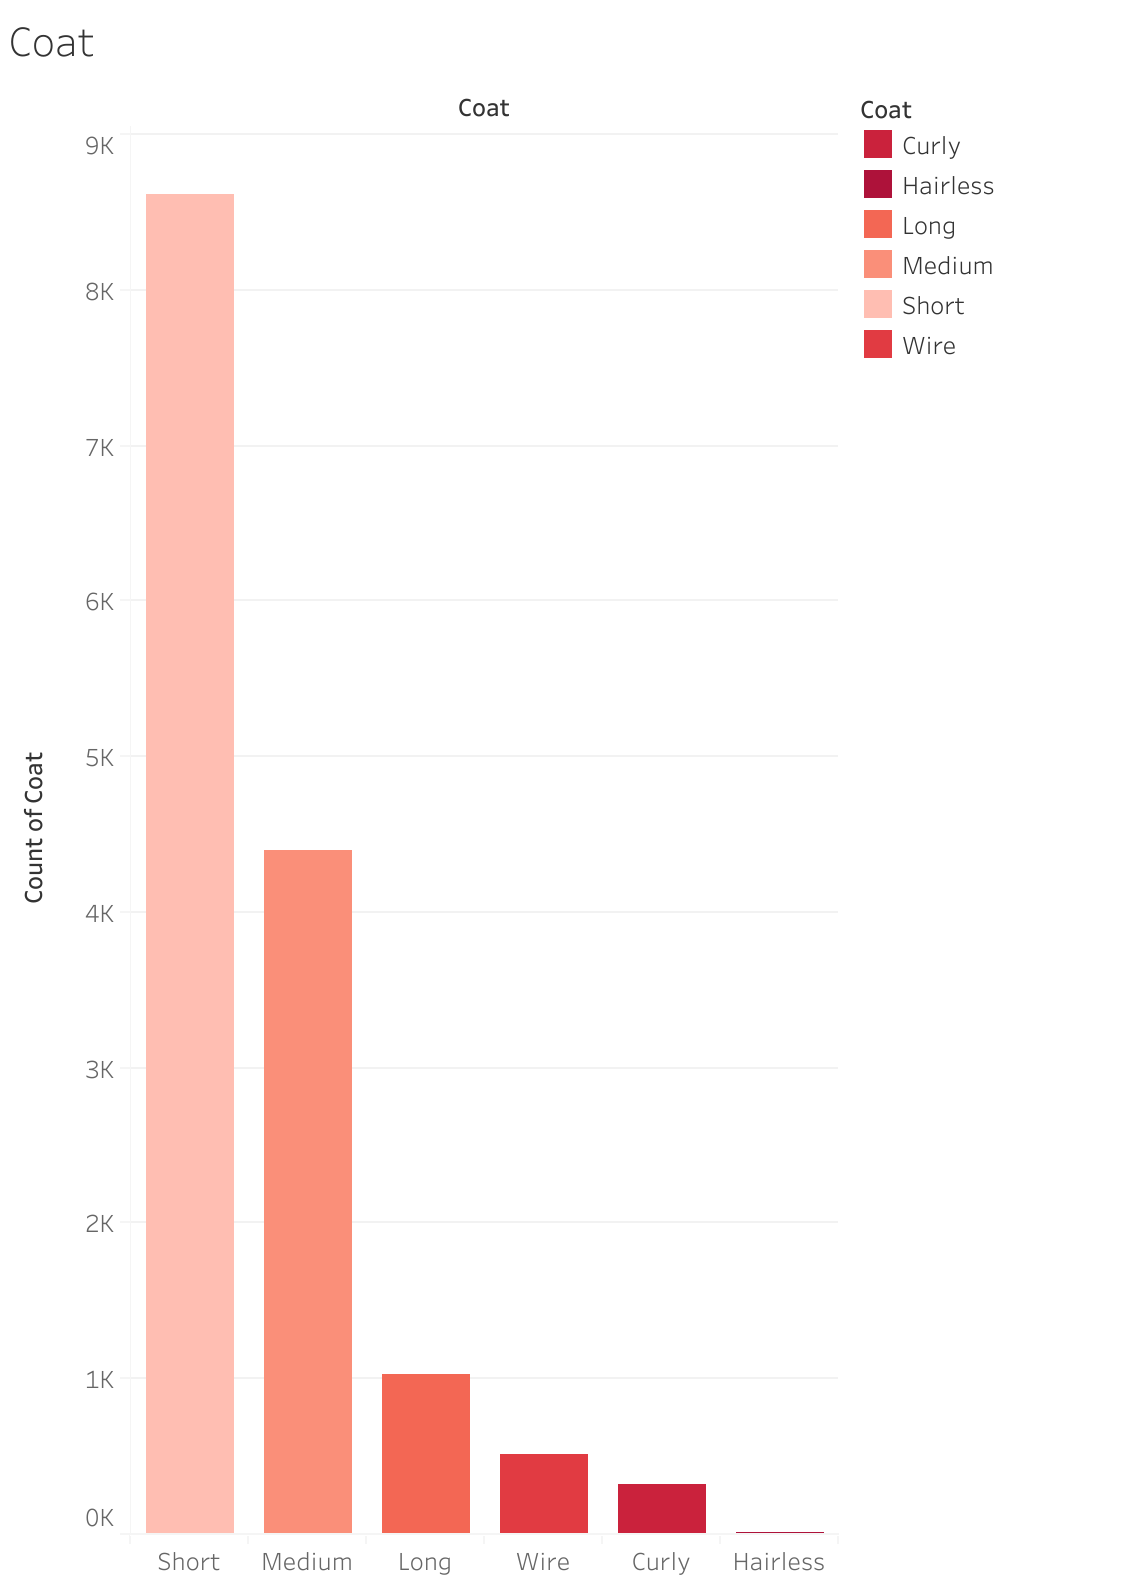 Coat
Coat
9K
8K
7K
6K
5K
4K
3K
2K
1K
0K
Count of Coat
Short Medium Long Wire Curly Hairless
Coat
Curly
Hairless
Long
Medium
Short
Wire